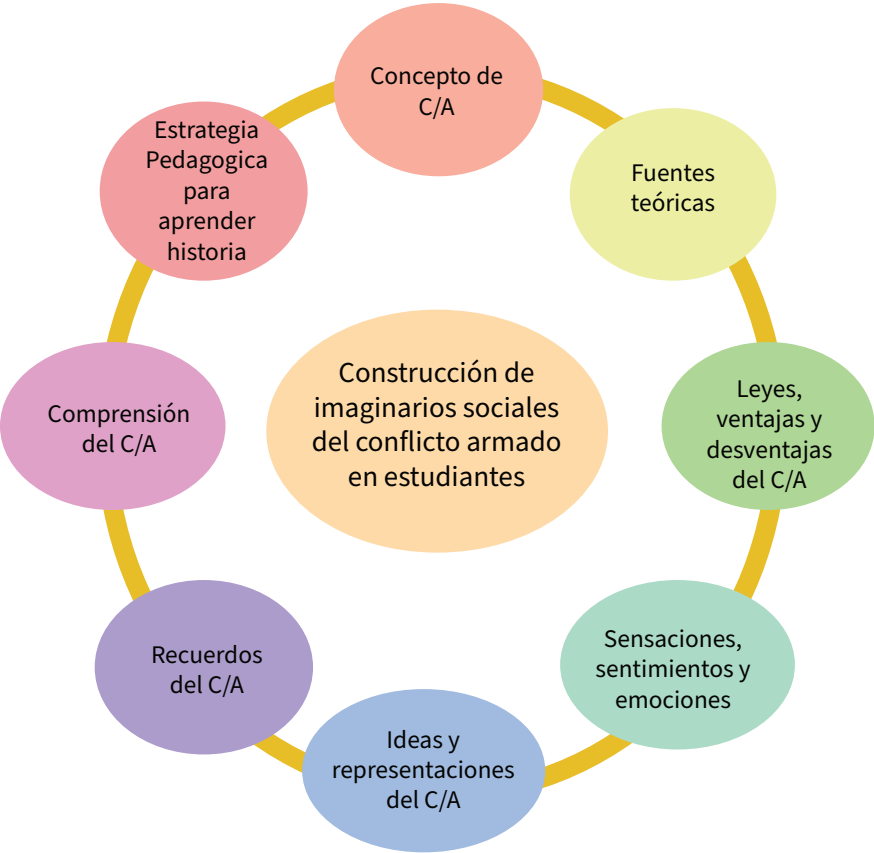 Concepto de
C/A
Fuentes
teóricas
Leyes,
ventajas y
desventajas
del C/A
Sensaciones,
sentimientos y
emociones
Ideas y
representaciones
del C/A
Recuerdos
del C/A
Comprensión
del C/A
Estrategia
Pedagogica
para
aprender
historia
Construcción de
imaginarios sociales
del conflicto armado
en estudiantes